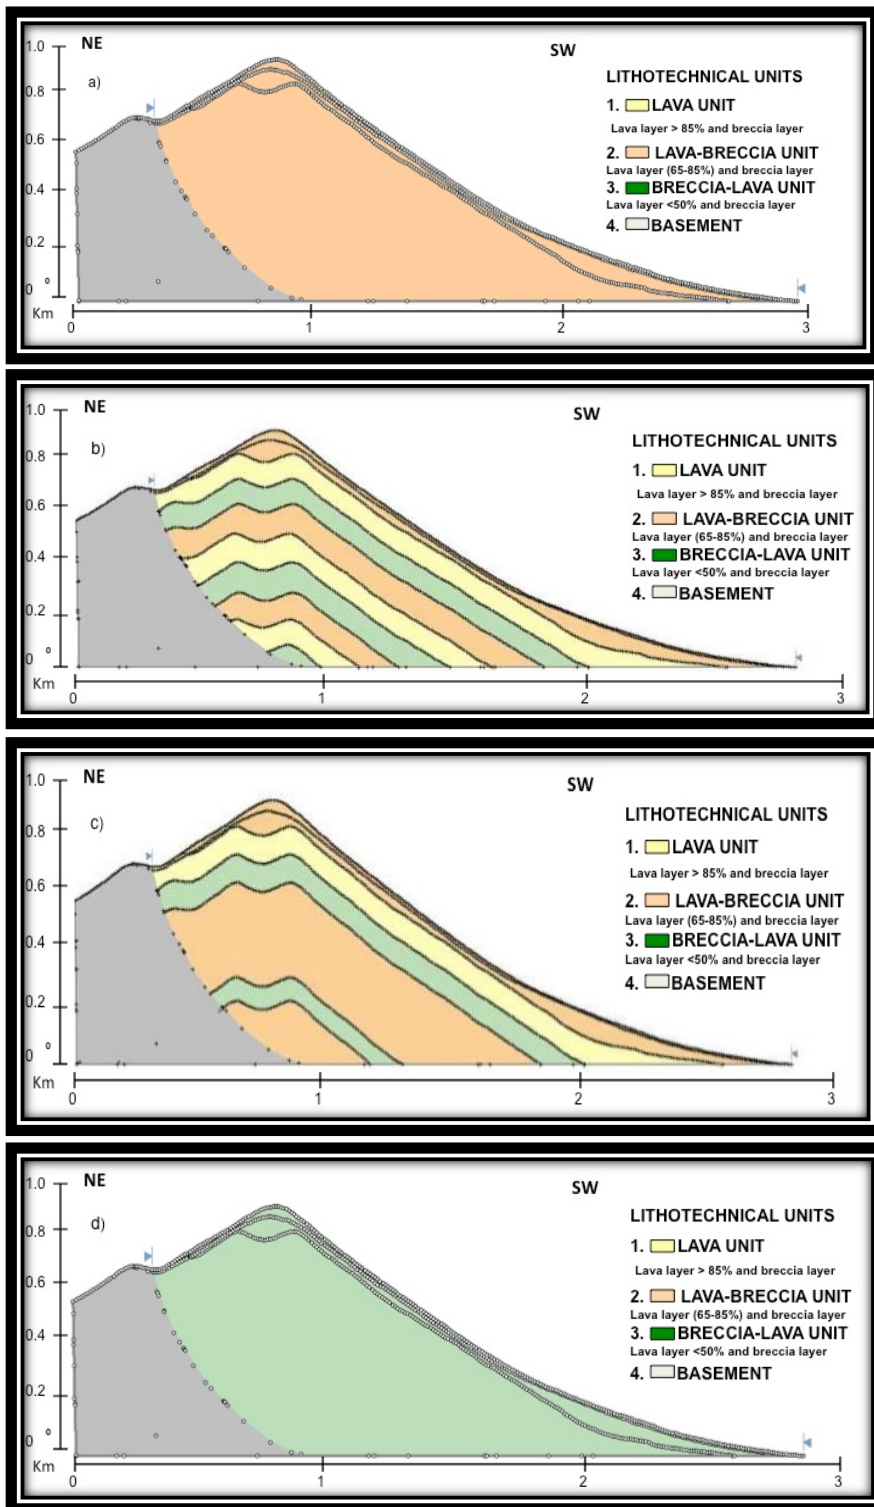 1.0 NE SW
a)
LITHOTECHNICAL UNITS
0.8
1. LAVA UNIT
Lava layer > 85% and breccia layer
0.6
2. LAVA-BRECCIA UNIT
Lava layer (65-85%) and breccia layer
0.4
3. BRECCIA-LAVA UNIT
Lava layer <50% and breccia layer
4. BASEMENT
0.2
0 º
Km
0 1 2 3
1.0 NE SW
b)
LITHOTECHNICAL UNITS
0.8
1. LAVA UNIT
Lava layer > 85% and breccia layer
0.6
2. LAVA-BRECCIA UNIT
Lava layer (65-85%) and breccia layer
0.4
3. BRECCIA-LAVA UNIT
Lava layer <50% and breccia layer
4. BASEMENT
0.2
0 º
Km
0 1 2 3
1.0 NE SW
c)
LITHOTECHNICAL UNITS
0.8
1. LAVA UNIT
Lava layer > 85% and breccia layer
0.6
2. LAVA-BRECCIA UNIT
Lava layer (65-85%) and breccia layer
0.4
3. BRECCIA-LAVA UNIT
Lava layer <50% and breccia layer
4. BASEMENT
0.2
0 º
Km
0 1 2 3
1.0 NE SW
d)
LITHOTECHNICAL UNITS
0.8
1. LAVA UNIT
Lava layer > 85% and breccia layer
0.6
2. LAVA-BRECCIA UNIT
Lava layer (65-85%) and breccia layer
0.4
3. BRECCIA-LAVA UNIT
Lava layer <50% and breccia layer
4. BASEMENT
0.2
0 º
Km
0 1 2 3